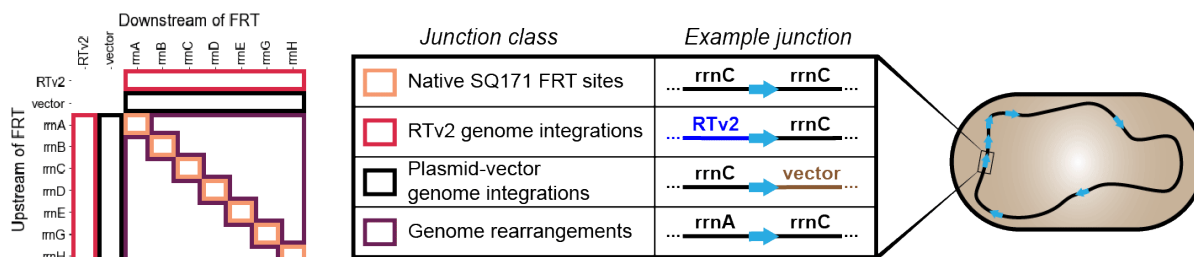 Downstream of FRT
RTv2
vector
rrnA
rrnB
rrnC
rrnD
rrnE
rrnG
rrnH
Upstream of FRT
RTv2
vector
rrnA
rrnB
rrnC
rrnD
rrnE
rrnG
rrnH
Junction class
Example junction
Native SQ171 FRT sites
rrnC rrnC
... ...
RTv2 genome integrations
RTv2 rrnC
... ...
Plasmid-vector
genome integrations
rrnC vector
... ...
Genome rearrangements
rrnA rrnC
... ...